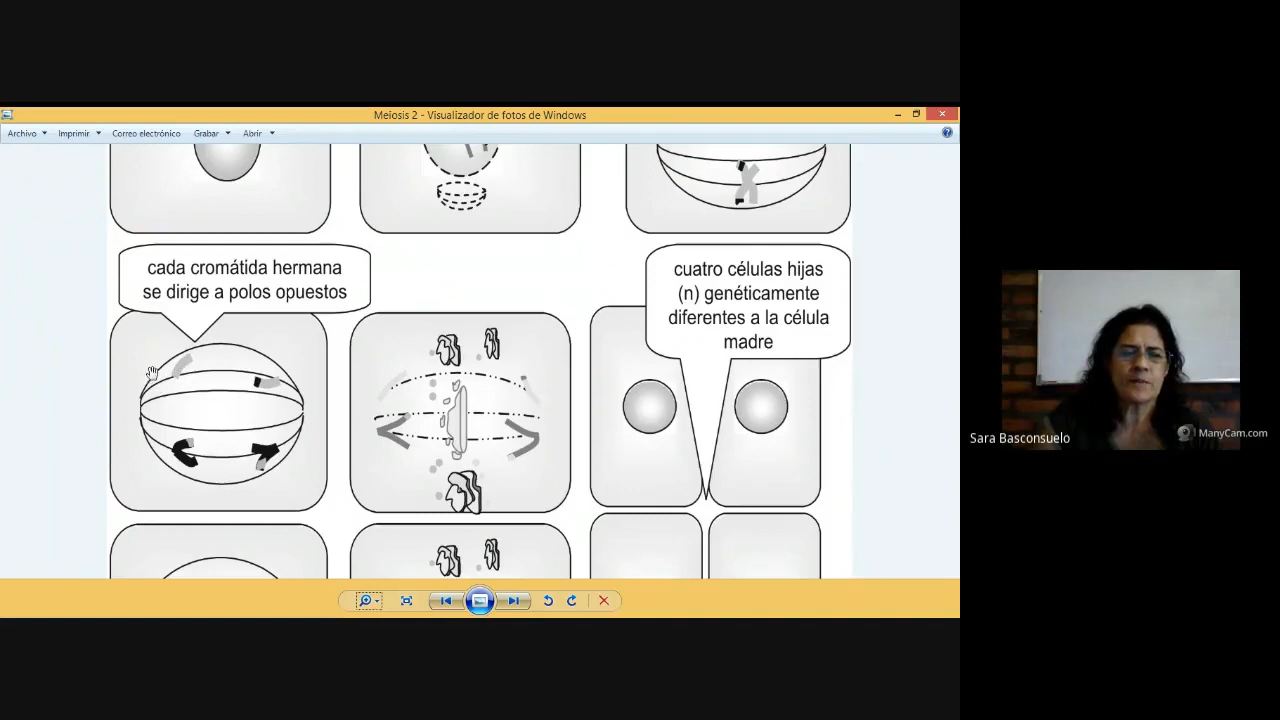 Meiosis 2 - Visualizador de fotos de Windows
Archivo Imprimir Correo electrónico Grabar Abrir
cada cromátida hermana
se dirige a polos opuestos
cuatro células hijas
(n) genéticamente
diferentes a la célula
madre
Sara Basconsuelo
ManyCam.com